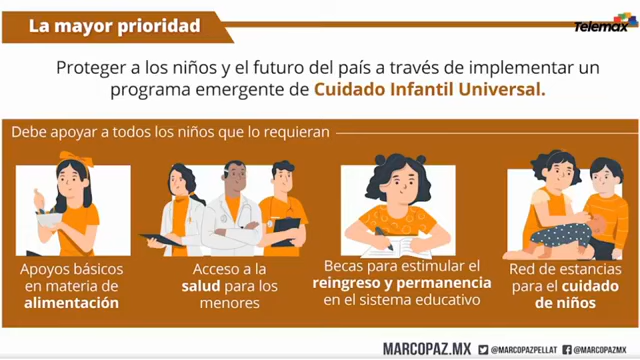 La mayor prioridad
Telemax
Proteger a los niños y el futuro del país a través de implementar un
programa emergente de Cuidado Infantil Universal.
Debe apoyar a todos los niños que lo requieran
Apoyos básicos
en materia de
alimentación
Acceso a la
salud para los
menores
Becas para estimular el
reingreso y permanencia
en el sistema educativo
Red de estancias
para el cuidado
de niños
MARCOPAZ.MX @MARCOPAZPELLAT @MARCOPAZMX